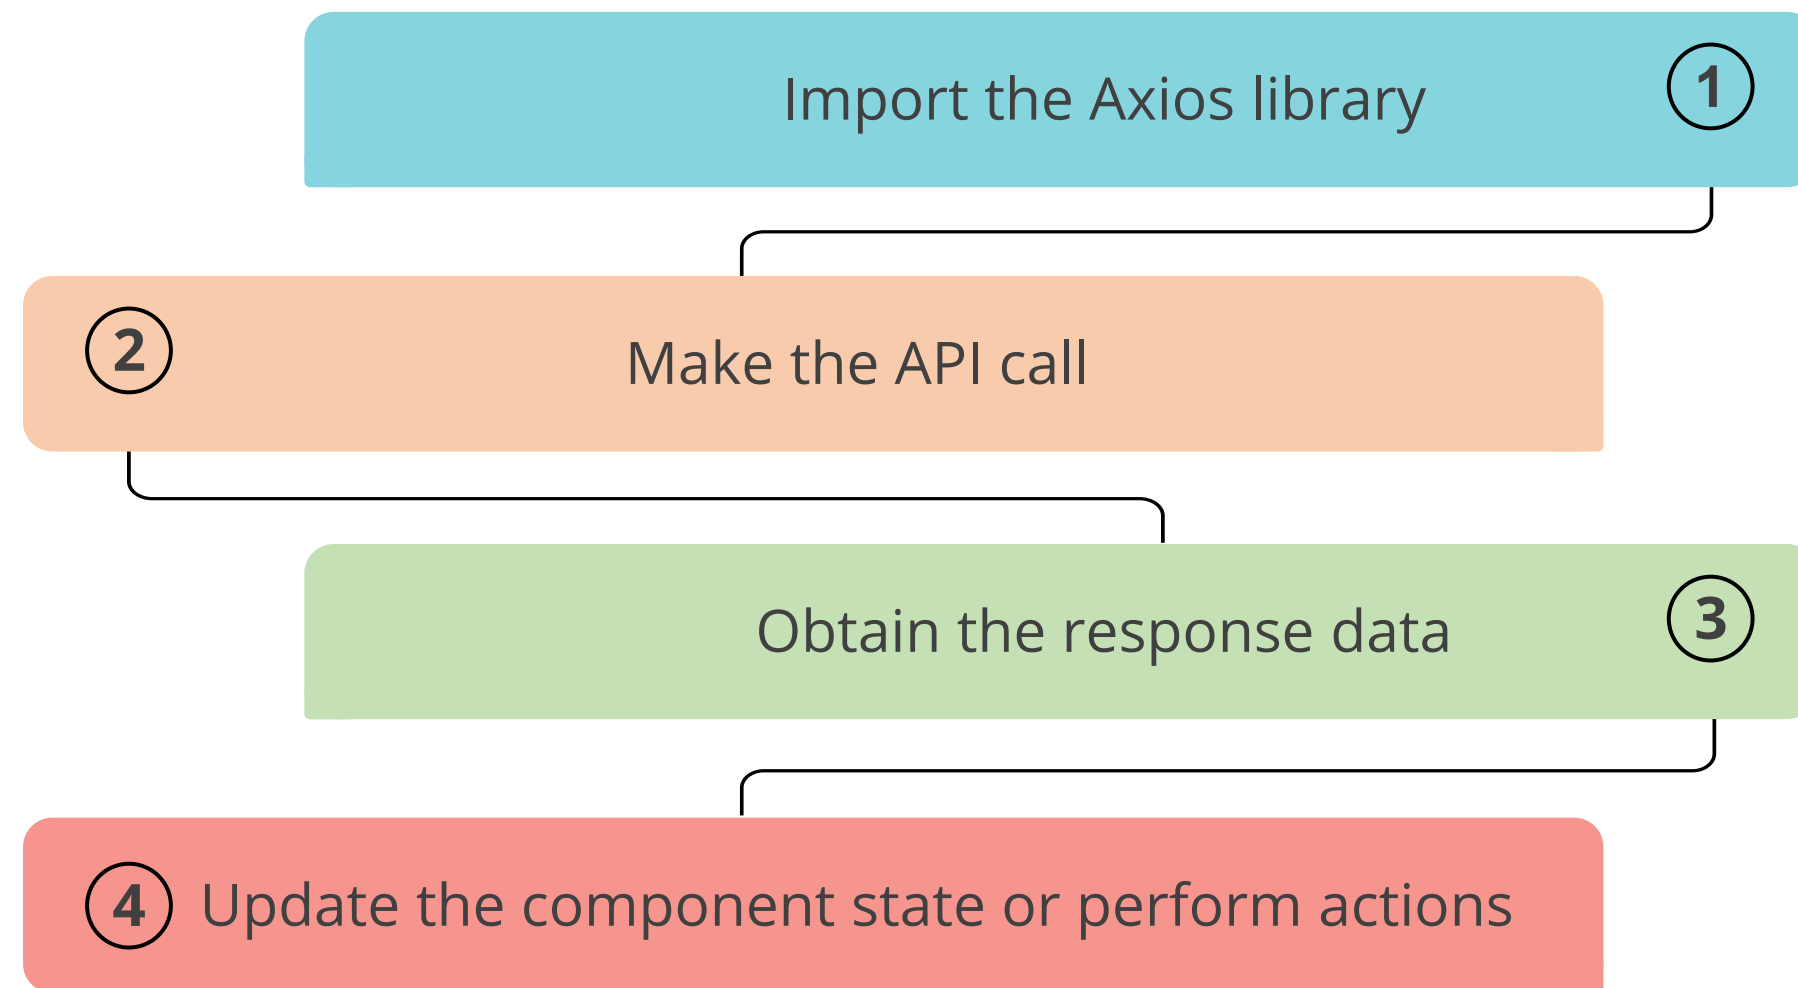 Import the Axios library 1
2 Make the API call
Obtain the response data 3
4 Update the component state or perform actions